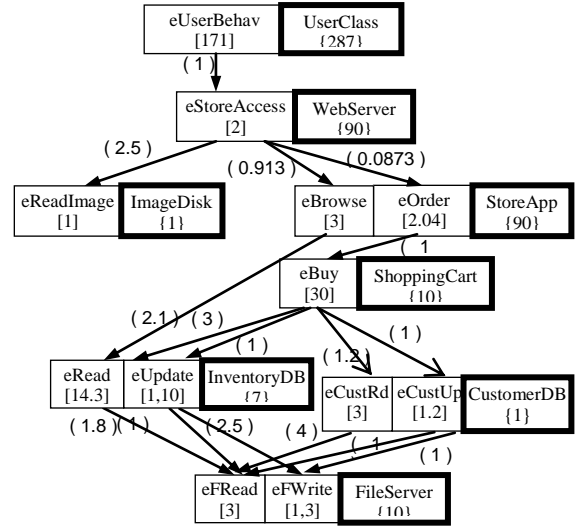 eUserBehav UserClass
[171] {287}
( 1 )
eStoreAccess WebServer
[2] {90}
( 2.5 ) ( 0.913 ) ( 0.0873 )
eReadImage ImageDisk eBrowse eOrder StoreApp
[1] {1} [3] [2.04] {90}
( 1
eBuy ShoppingCart
[30] {10}
( 2.1 ) ( 3 ) ( 1 ) ( 1.2 ) ( 1 )
eRead eUpdate InventoryDB eCustRd eCustUp CustomerDB
[14.3] [1,10] {7} [3] [1.2] {1}
( 1.8 ) ( 1 ) ( 2.5 ) ( 4 ) ( 1 ) ( 1 )
eFRead eFWrite FileServer
[3] [1,3] {10}